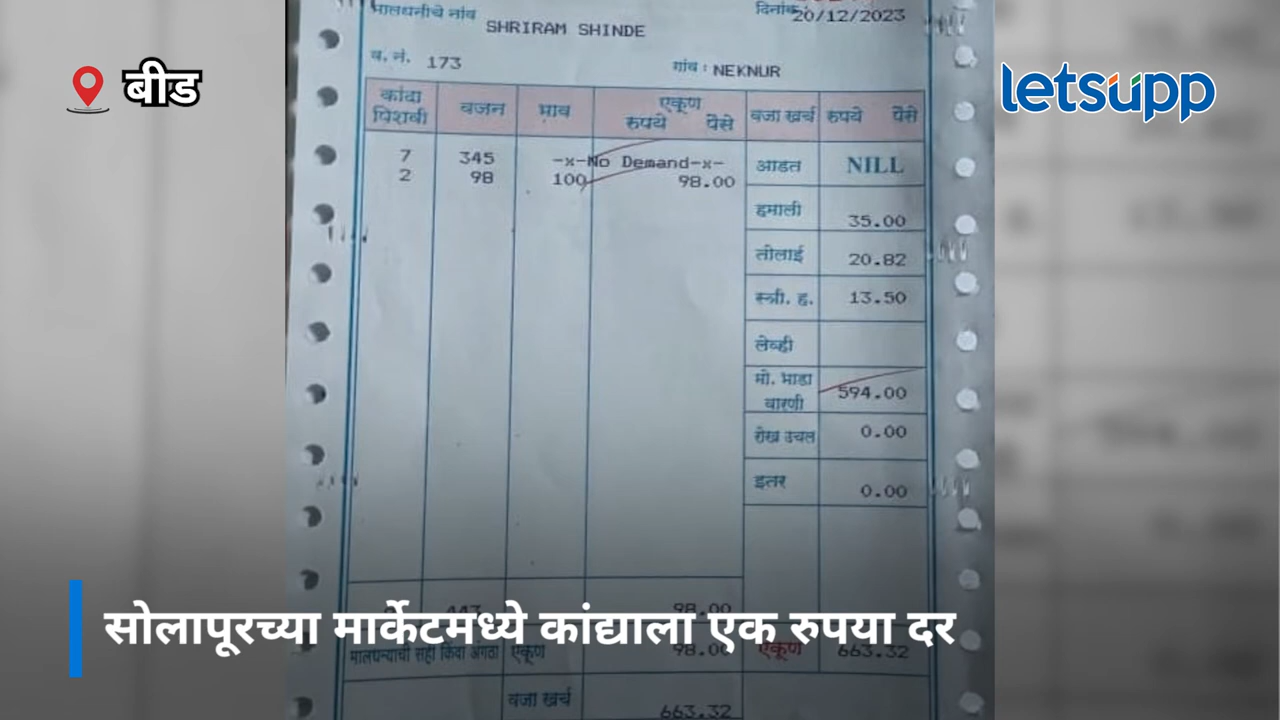 मालधनीचे नांव
दिनांक 20/12/2023
SHRIRAM SHINDE
व. नं. 173
गांव : NEKNUR
बीड
letsupp
कांदा पिशवी वजन भाव एकूण रुपये पैसे वजा खर्च रुपये पैसे
7 345 -x-No Demand-x- आडत NILL
2 98 100 98.00
हमाली 35.00
तोलाई 20.82
स्त्री. ह. 13.50
लेव्ही
मो. भाडा वारणी 594.00
रोख उचल 0.00
इतर 0.00
98.00
सोलापूरच्या मार्केटमध्ये कांद्याला एक रुपया दर
मालधन्याची सही किंवा अंगठा एकूण 98.00 एकूण 663.32
वजा खर्च 663.32